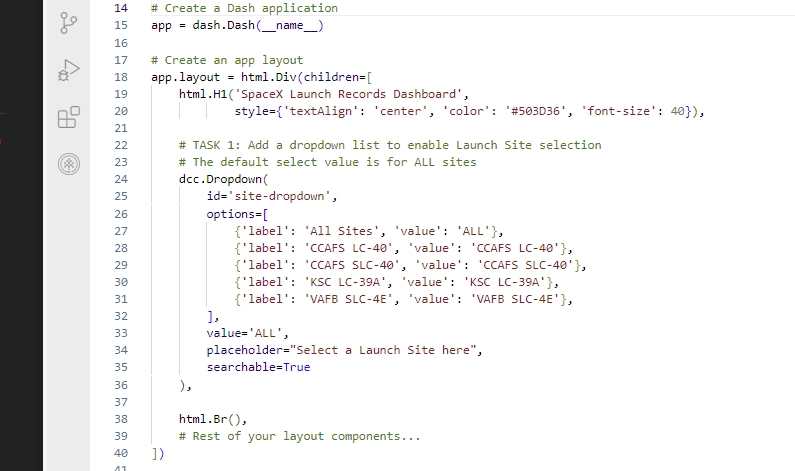 14 # Create a Dash application
15 app = dash.Dash(__name__)
16
17 # Create an app layout
18 app.layout = html.Div(children=[
19     html.H1('SpaceX Launch Records Dashboard',
20             style={'textAlign': 'center', 'color': '#503D36', 'font-size': 40}),
21
22     # TASK 1: Add a dropdown list to enable Launch Site selection
23     # The default select value is for ALL sites
24     dcc.Dropdown(
25         id='site-dropdown',
26         options=[
27             {'label': 'All Sites', 'value': 'ALL'},
28             {'label': 'CCAFS LC-40', 'value': 'CCAFS LC-40'},
29             {'label': 'CCAFS SLC-40', 'value': 'CCAFS SLC-40'},
30             {'label': 'KSC LC-39A', 'value': 'KSC LC-39A'},
31             {'label': 'VAFB SLC-4E', 'value': 'VAFB SLC-4E'},
32         ],
33         value='ALL',
34         placeholder="Select a Launch Site here",
35         searchable=True
36     ),
37
38     html.Br(),
39     # Rest of your layout components...
40 ])
41